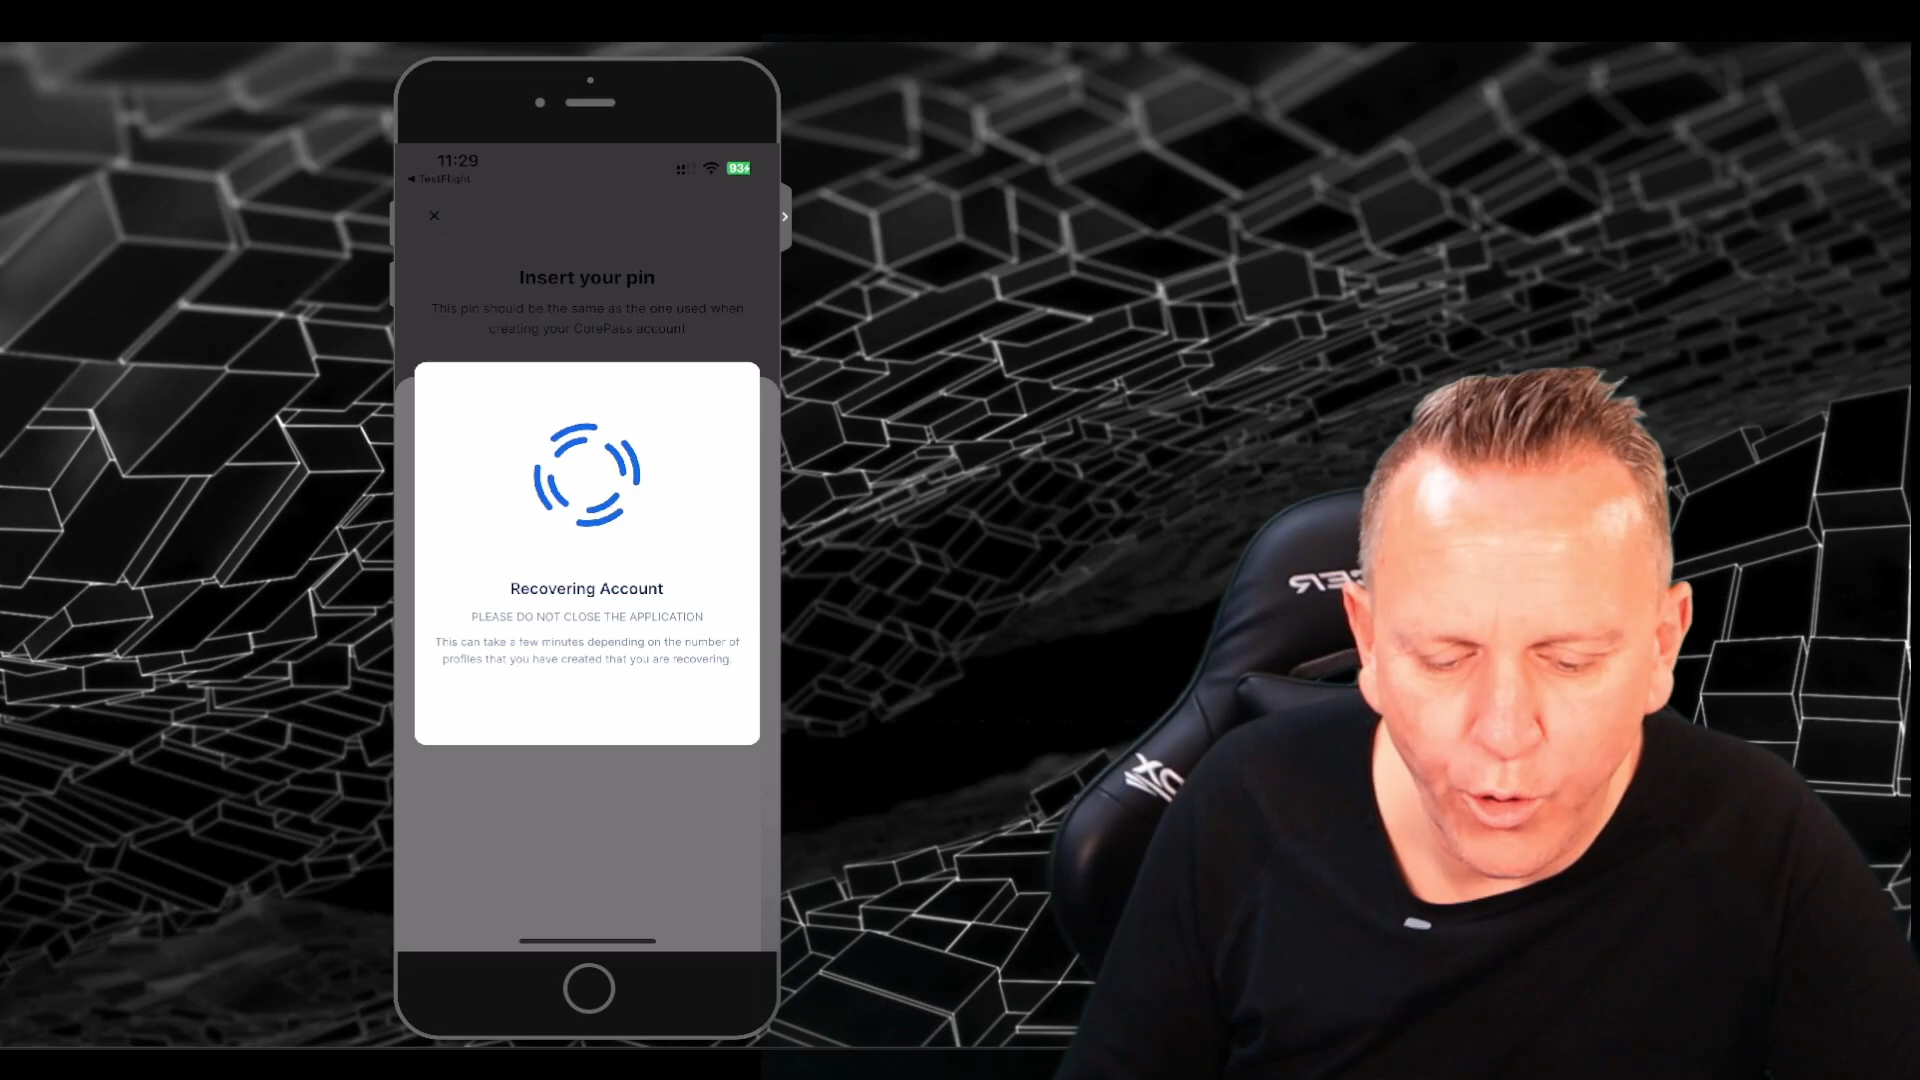 11:29
93
◀ TestFlight
×
Insert your pin
This pin should be the same as the one used when
creating your CorePass account
Recovering Account
PLEASE DO NOT CLOSE THE APPLICATION
This can take a few minutes depending on the number of
profiles that you have created that you are recovering.